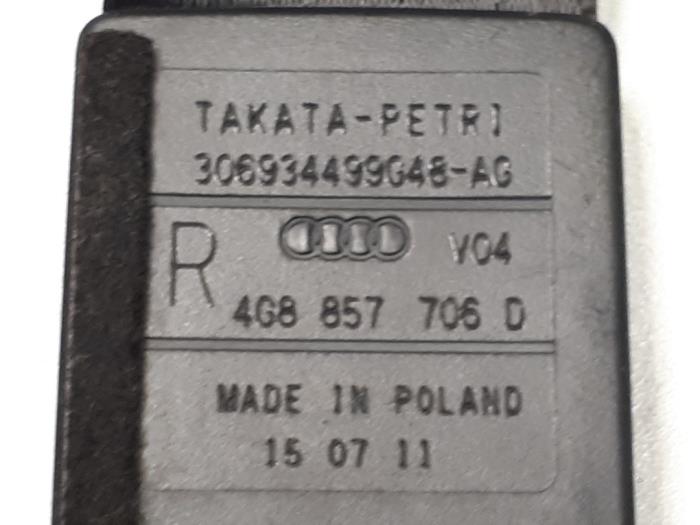 TAKATA-PETRI
306934499G48-AG
R V04
4G8 857 706 D
MADE IN POLAND
15 07 11